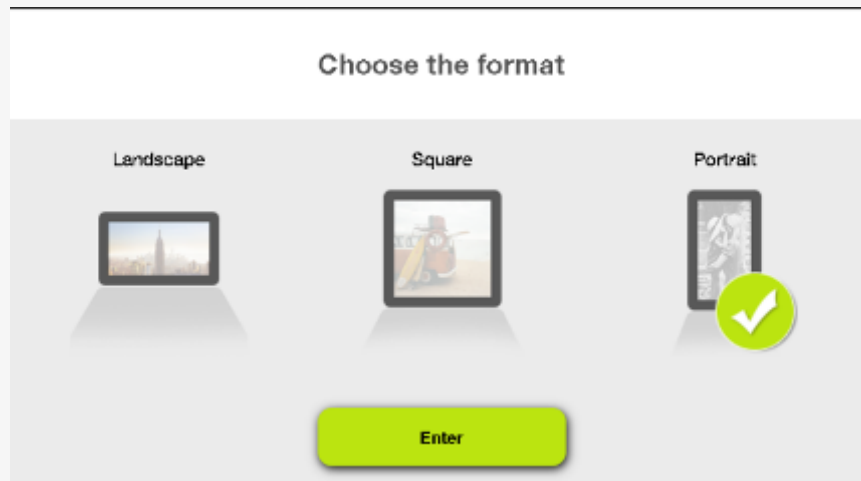 Choose the format
Landscape
Square
Portrait
Enter